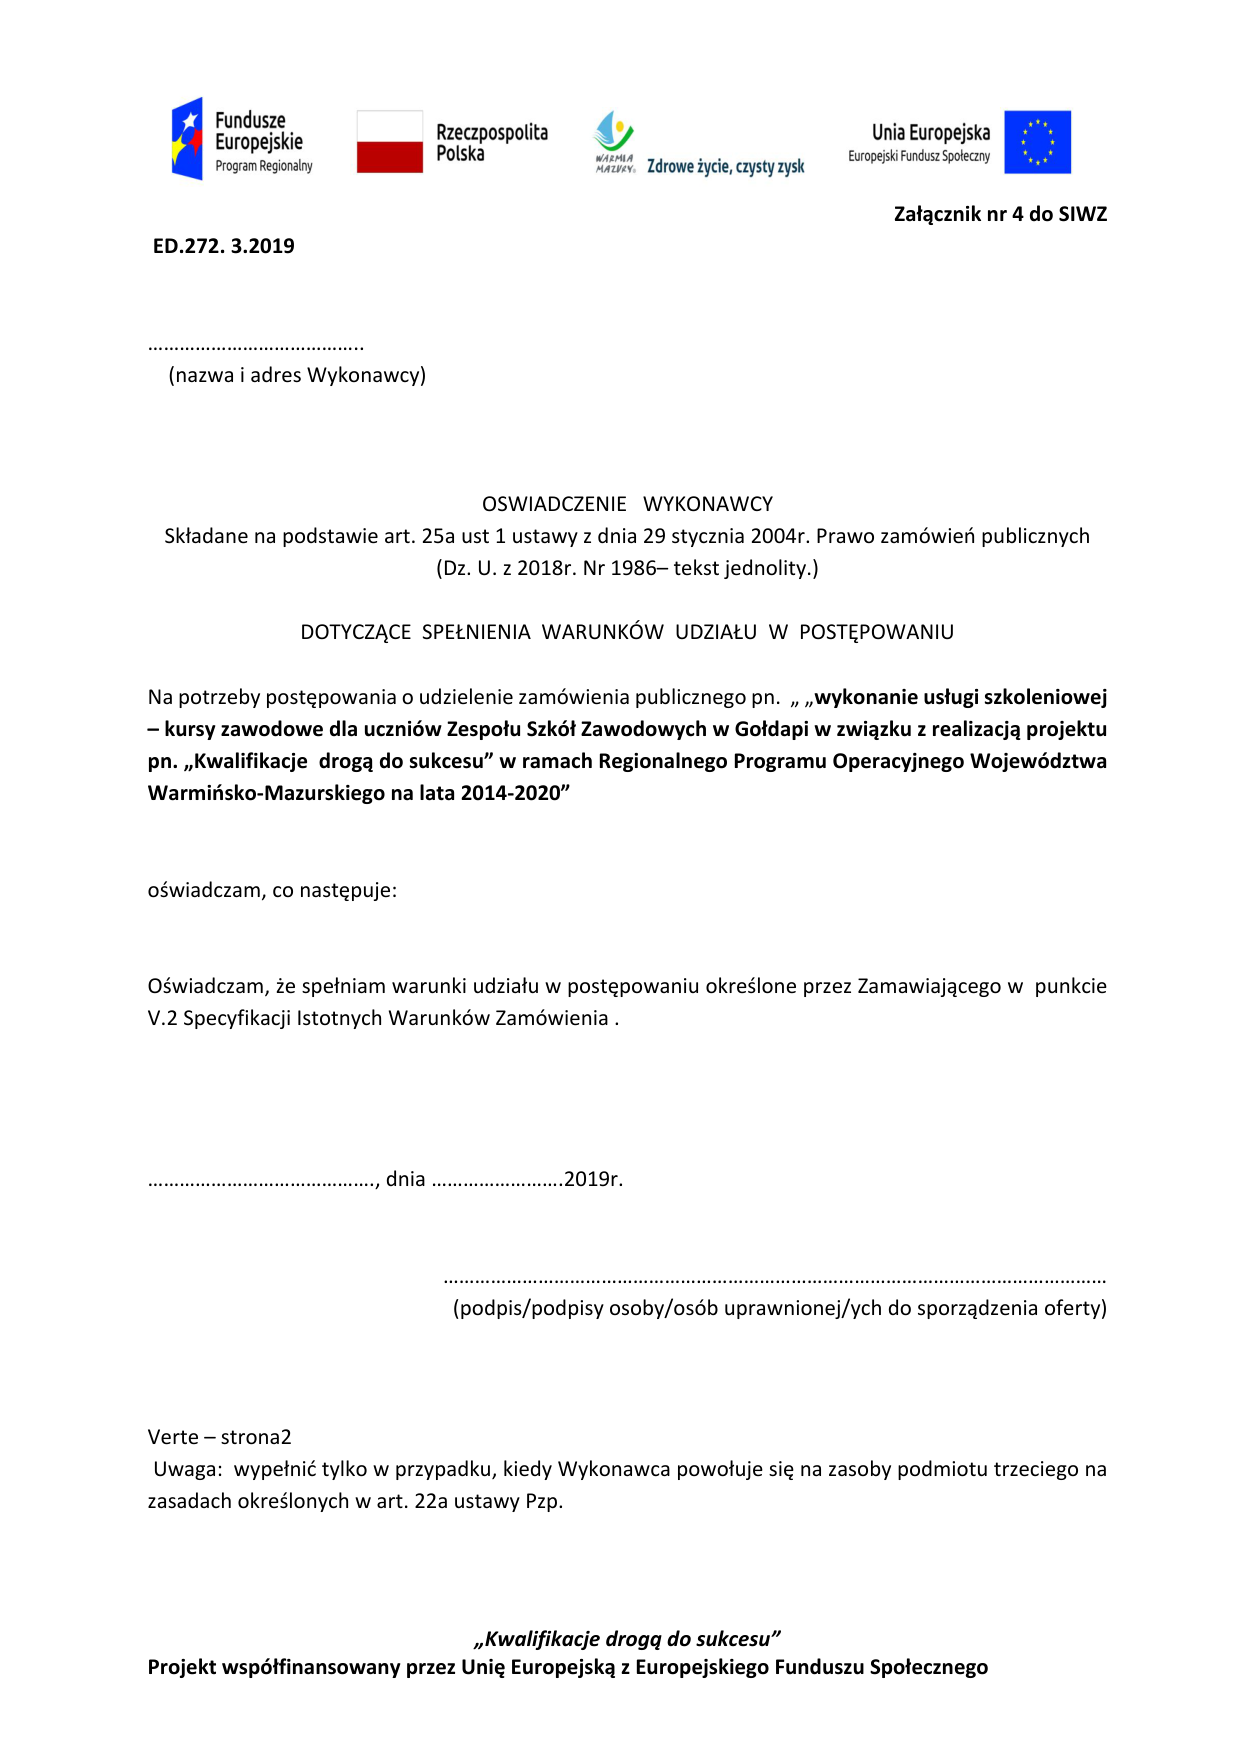 Fundusze
Europejskie
Program Regionalny
Rzeczpospolita
Polska
WARMIA
MAZURY
Zdrowe życie, czysty zysk
Unia Europejska
Europejski Fundusz Społeczny
Załącznik nr 4 do SIWZ
ED.272. 3.2019
…………………………………..
(nazwa i adres Wykonawcy)
OSWIADCZENIE WYKONAWCY
Składane na podstawie art. 25a ust 1 ustawy z dnia 29 stycznia 2004r. Prawo zamówień publicznych
(Dz. U. z 2018r. Nr 1986– tekst jednolity.)
DOTYCZĄCE SPEŁNIENIA WARUNKÓW UDZIAŁU W POSTĘPOWANIU
Na potrzeby postępowania o udzielenie zamówienia publicznego pn. „ „wykonanie usługi szkoleniowej
– kursy zawodowe dla uczniów Zespołu Szkół Zawodowych w Gołdapi w związku z realizacją projektu
pn. „Kwalifikacje drogą do sukcesu” w ramach Regionalnego Programu Operacyjnego Województwa
Warmińsko-Mazurskiego na lata 2014-2020”
oświadczam, co następuje:
Oświadczam, że spełniam warunki udziału w postępowaniu określone przez Zamawiającego w punkcie
V.2 Specyfikacji Istotnych Warunków Zamówienia .
……………………………………., dnia …………………….2019r.
………………………………………………………………………………………………………………
(podpis/podpisy osoby/osób uprawnionej/ych do sporządzenia oferty)
Verte – strona2
Uwaga: wypełnić tylko w przypadku, kiedy Wykonawca powołuje się na zasoby podmiotu trzeciego na
zasadach określonych w art. 22a ustawy Pzp.
„Kwalifikacje drogą do sukcesu”
Projekt współfinansowany przez Unię Europejską z Europejskiego Funduszu Społecznego